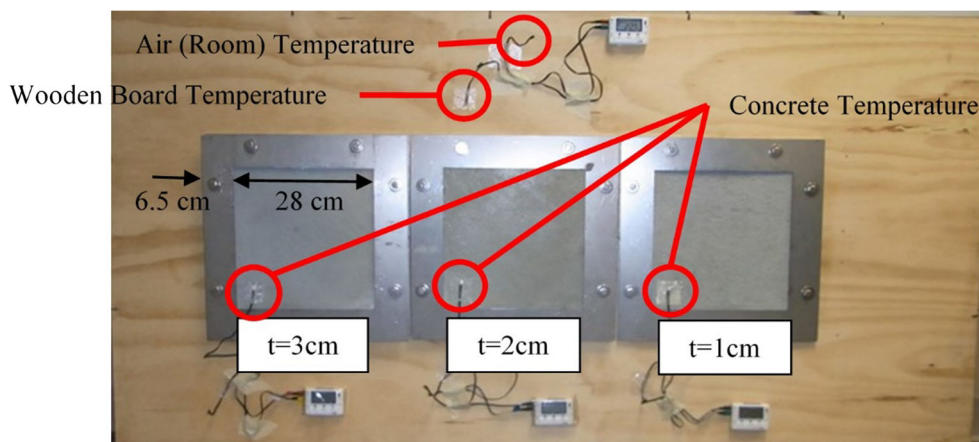 Air (Room) Temperature
Wooden Board Temperature
Concrete Temperature
6.5 cm
28 cm
t=3cm
t=2cm
t=1cm